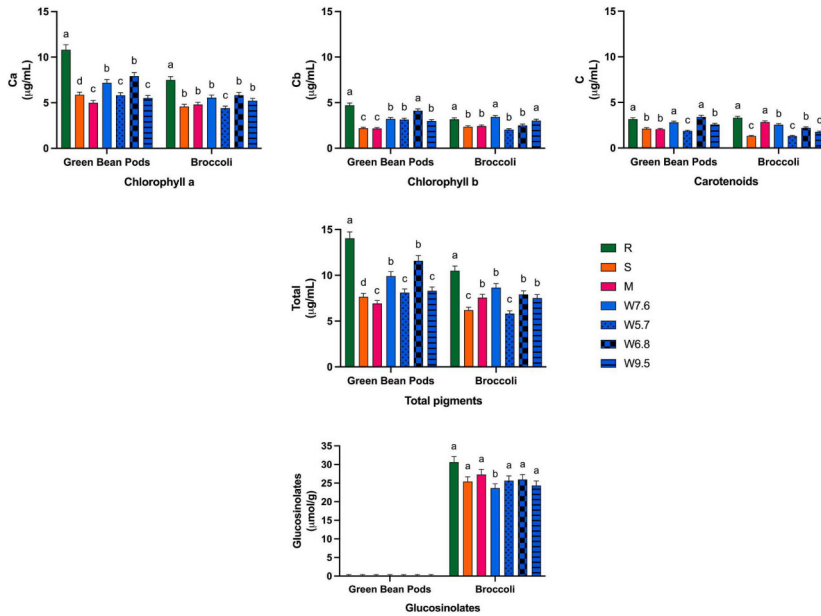 Ca
(µg/mL)
15
10
5
0
a d c b c b c
a b b b c b b
Green Bean Pods Broccoli
Chlorophyll a
Cb
(µg/mL)
15
10
5
0
a c c b b a b
a b b a b b a
Green Bean Pods Broccoli
Chlorophyll b
C
(µg/mL)
15
10
5
0
a b b a c a b
a c a b c b c
Green Bean Pods Broccoli
Carotenoids
Total
(µg/mL)
15
10
5
0
a d c b c b c
a c b b c b b
Green Bean Pods Broccoli
Total pigments
R
S
M
W7.6
W5.7
W6.8
W9.5
Glucosinolates
(µmol/g)
35
30
25
20
15
10
5
0
a a a b a a a
Green Bean Pods Broccoli
Glucosinolates